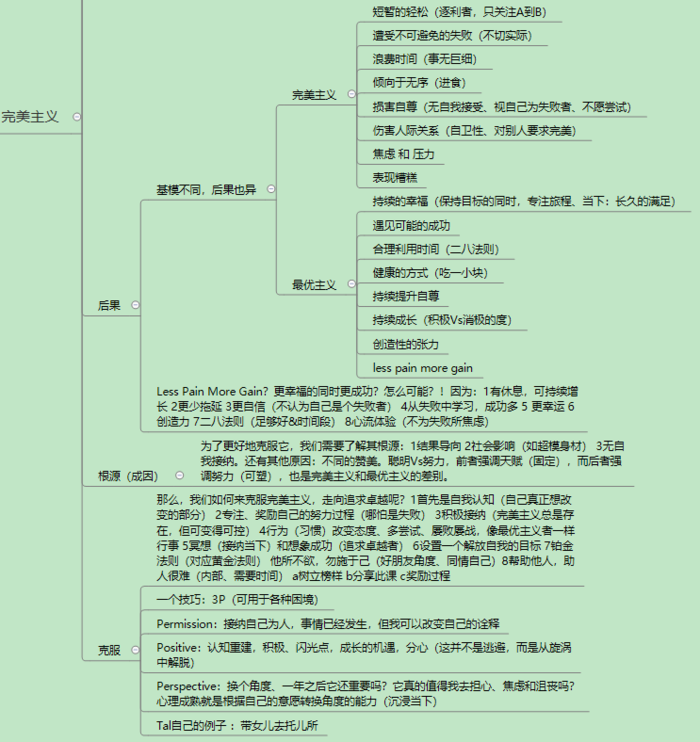 短暂的轻松（逐利者，只关注A到B）
遭受不可避免的失败（不切实际）
浪费时间（事无巨细）
完美主义
倾向于无序（进食）
完美主义
损害自尊（无自我接受、视自己为失败者、不愿尝试）
伤害人际关系（自卫性、对别人要求完美）
焦虑 和 压力
表现糟糕
基模不同，后果也异
持续的幸福（保持目标的同时，专注旅程、当下；长久的满足）
遇见可能的成功
合理利用时间（二八法则）
健康的方式（吃一小块）
最优主义
持续提升自尊
后果
持续成长（积极Vs消极的度）
创造性的张力
less pain more gain
Less Pain More Gain？更幸福的同时更成功？怎么可能？！因为：1有休息，可持续增
长 2更少拖延 3更自信（不认为自己是个失败者） 4从失败中学习，成功多 5 更幸运 6
创造力 7二八法则（足够好&时间段） 8心流体验（不为失败所焦虑）
为了更好地克服它，我们需要了解其根源：1结果导向 2社会影响（如超模身材） 3无自
根源（成因）
我接纳。还有其他原因：不同的赞美。聪明Vs努力，前者强调天赋（固定），而后者强
调努力（可塑），也是完美主义和最优主义的差别。
那么，我们如何来克服完美主义，走向追求卓越呢？1首先是自我认知（自己真正想改
变的部分） 2专注、奖励自己的努力过程（哪怕是失败） 3积极接纳（完美主义总是存
在，但可变得可控） 4行为（习惯）改变态度、多尝试、屡败屡战，像最优主义者一样
行事 5冥想（接纳当下）和想象成功（追求卓越者） 6设置一个解放自我的目标 7铂金
法则（对应黄金法则） 他所不欲，勿施于己（好朋友角度、同情自己）8帮助他人，助
人很难（内部、需要时间） a树立榜样 b分享此课 c奖励过程
一个技巧：3P（可用于各种困境）
Permission：接纳自己为人，事情已经发生，但我可以改变自己的诠释
克服
Positive：认知重建，积极、闪光点，成长的机遇，分心（这并不是逃避，而是从旋涡
中解脱）
Perspective：换个角度、一年之后它还重要吗？它真的值得我去担心、焦虑和沮丧吗？
心理成熟就是根据自己的意愿转换角度的能力（沉浸当下）
Tal自己的例子 ：带女儿去托儿所